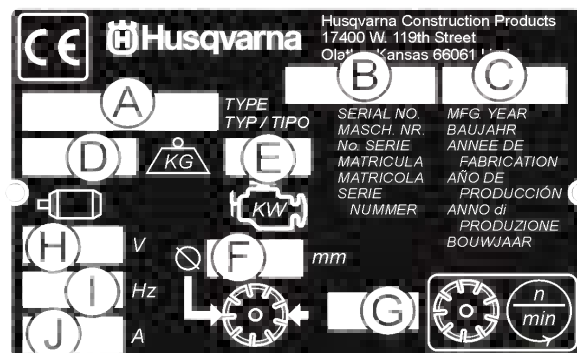 CE
Husqvarna
Husqvarna Construction Products
17400 W. 119th Street
Kansas 66061
A
TYPE
TYP / TIPO
B
SERIAL NO.
MASCH. NR.
No. SERIE
MATRICULA
MATRICOLA
SERIE
NUMMER
C
MFG. YEAR
BAUJAHR
ANNEE DE
FABRICATION
AÑO DE
PRODUCCIÓN
ANNO di
PRODUZIONE
BOUWJAAR
D
KG
E
KW
H
V
F
mm
I
Hz
G
n
min
J
A